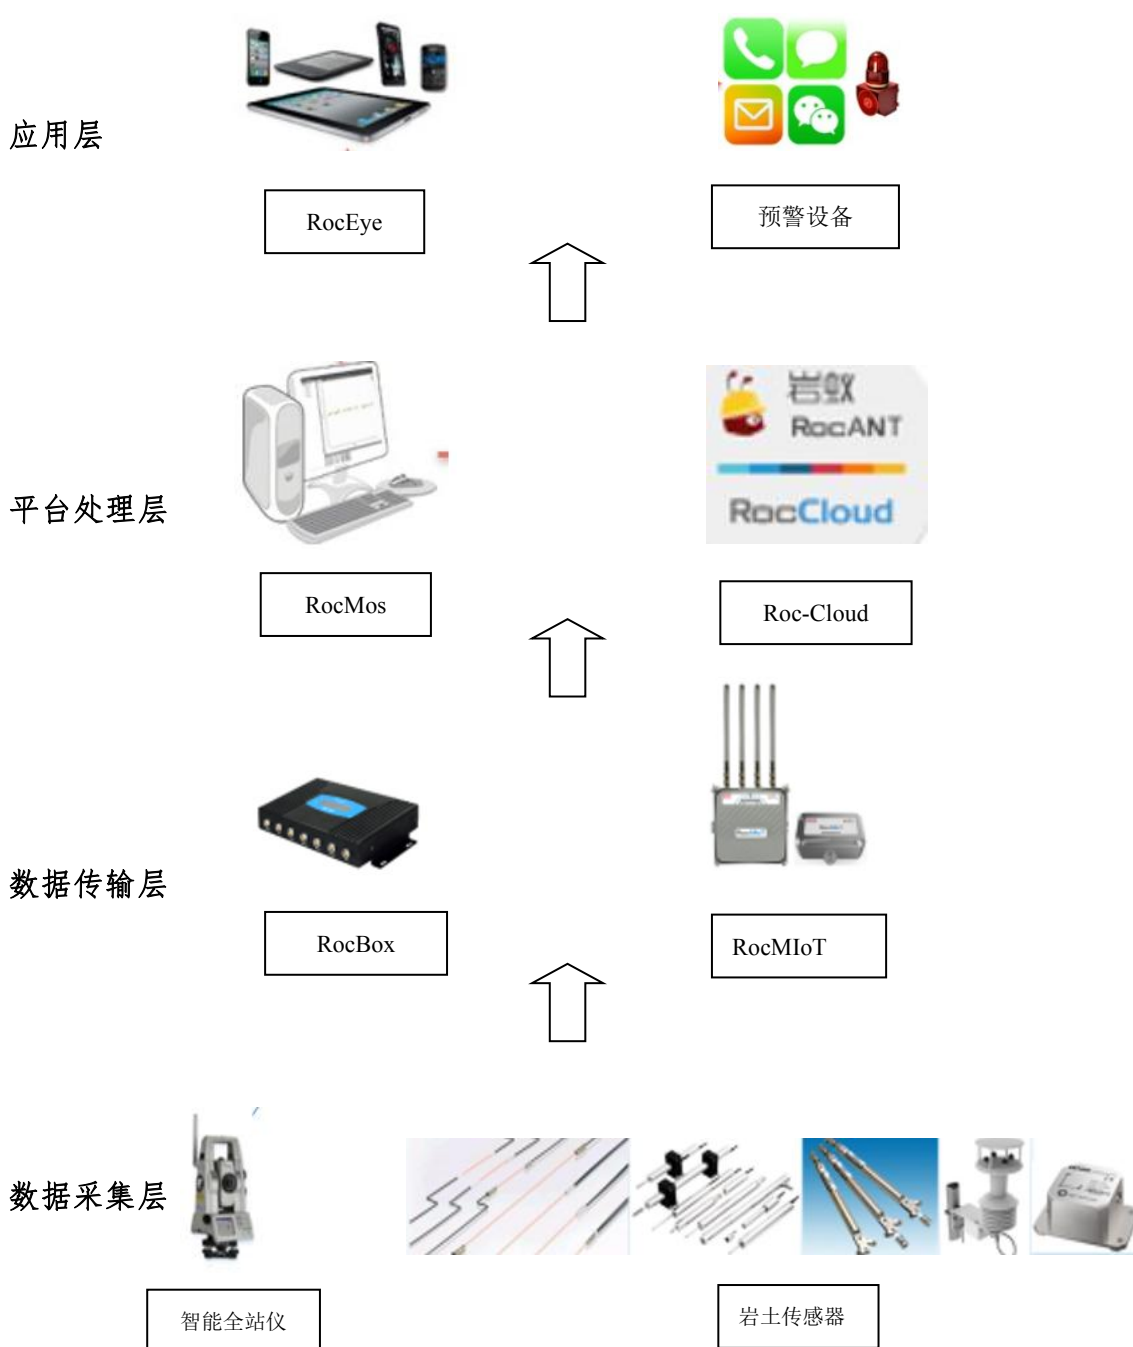 应用层
RocEye
预警设备
平台处理层
岩蚁
RocANT
RocCloud
RocMos
Roc-Cloud
数据传输层
RocMIoT
RocBox
RocMIoT
数据采集层
智能全站仪
岩土传感器